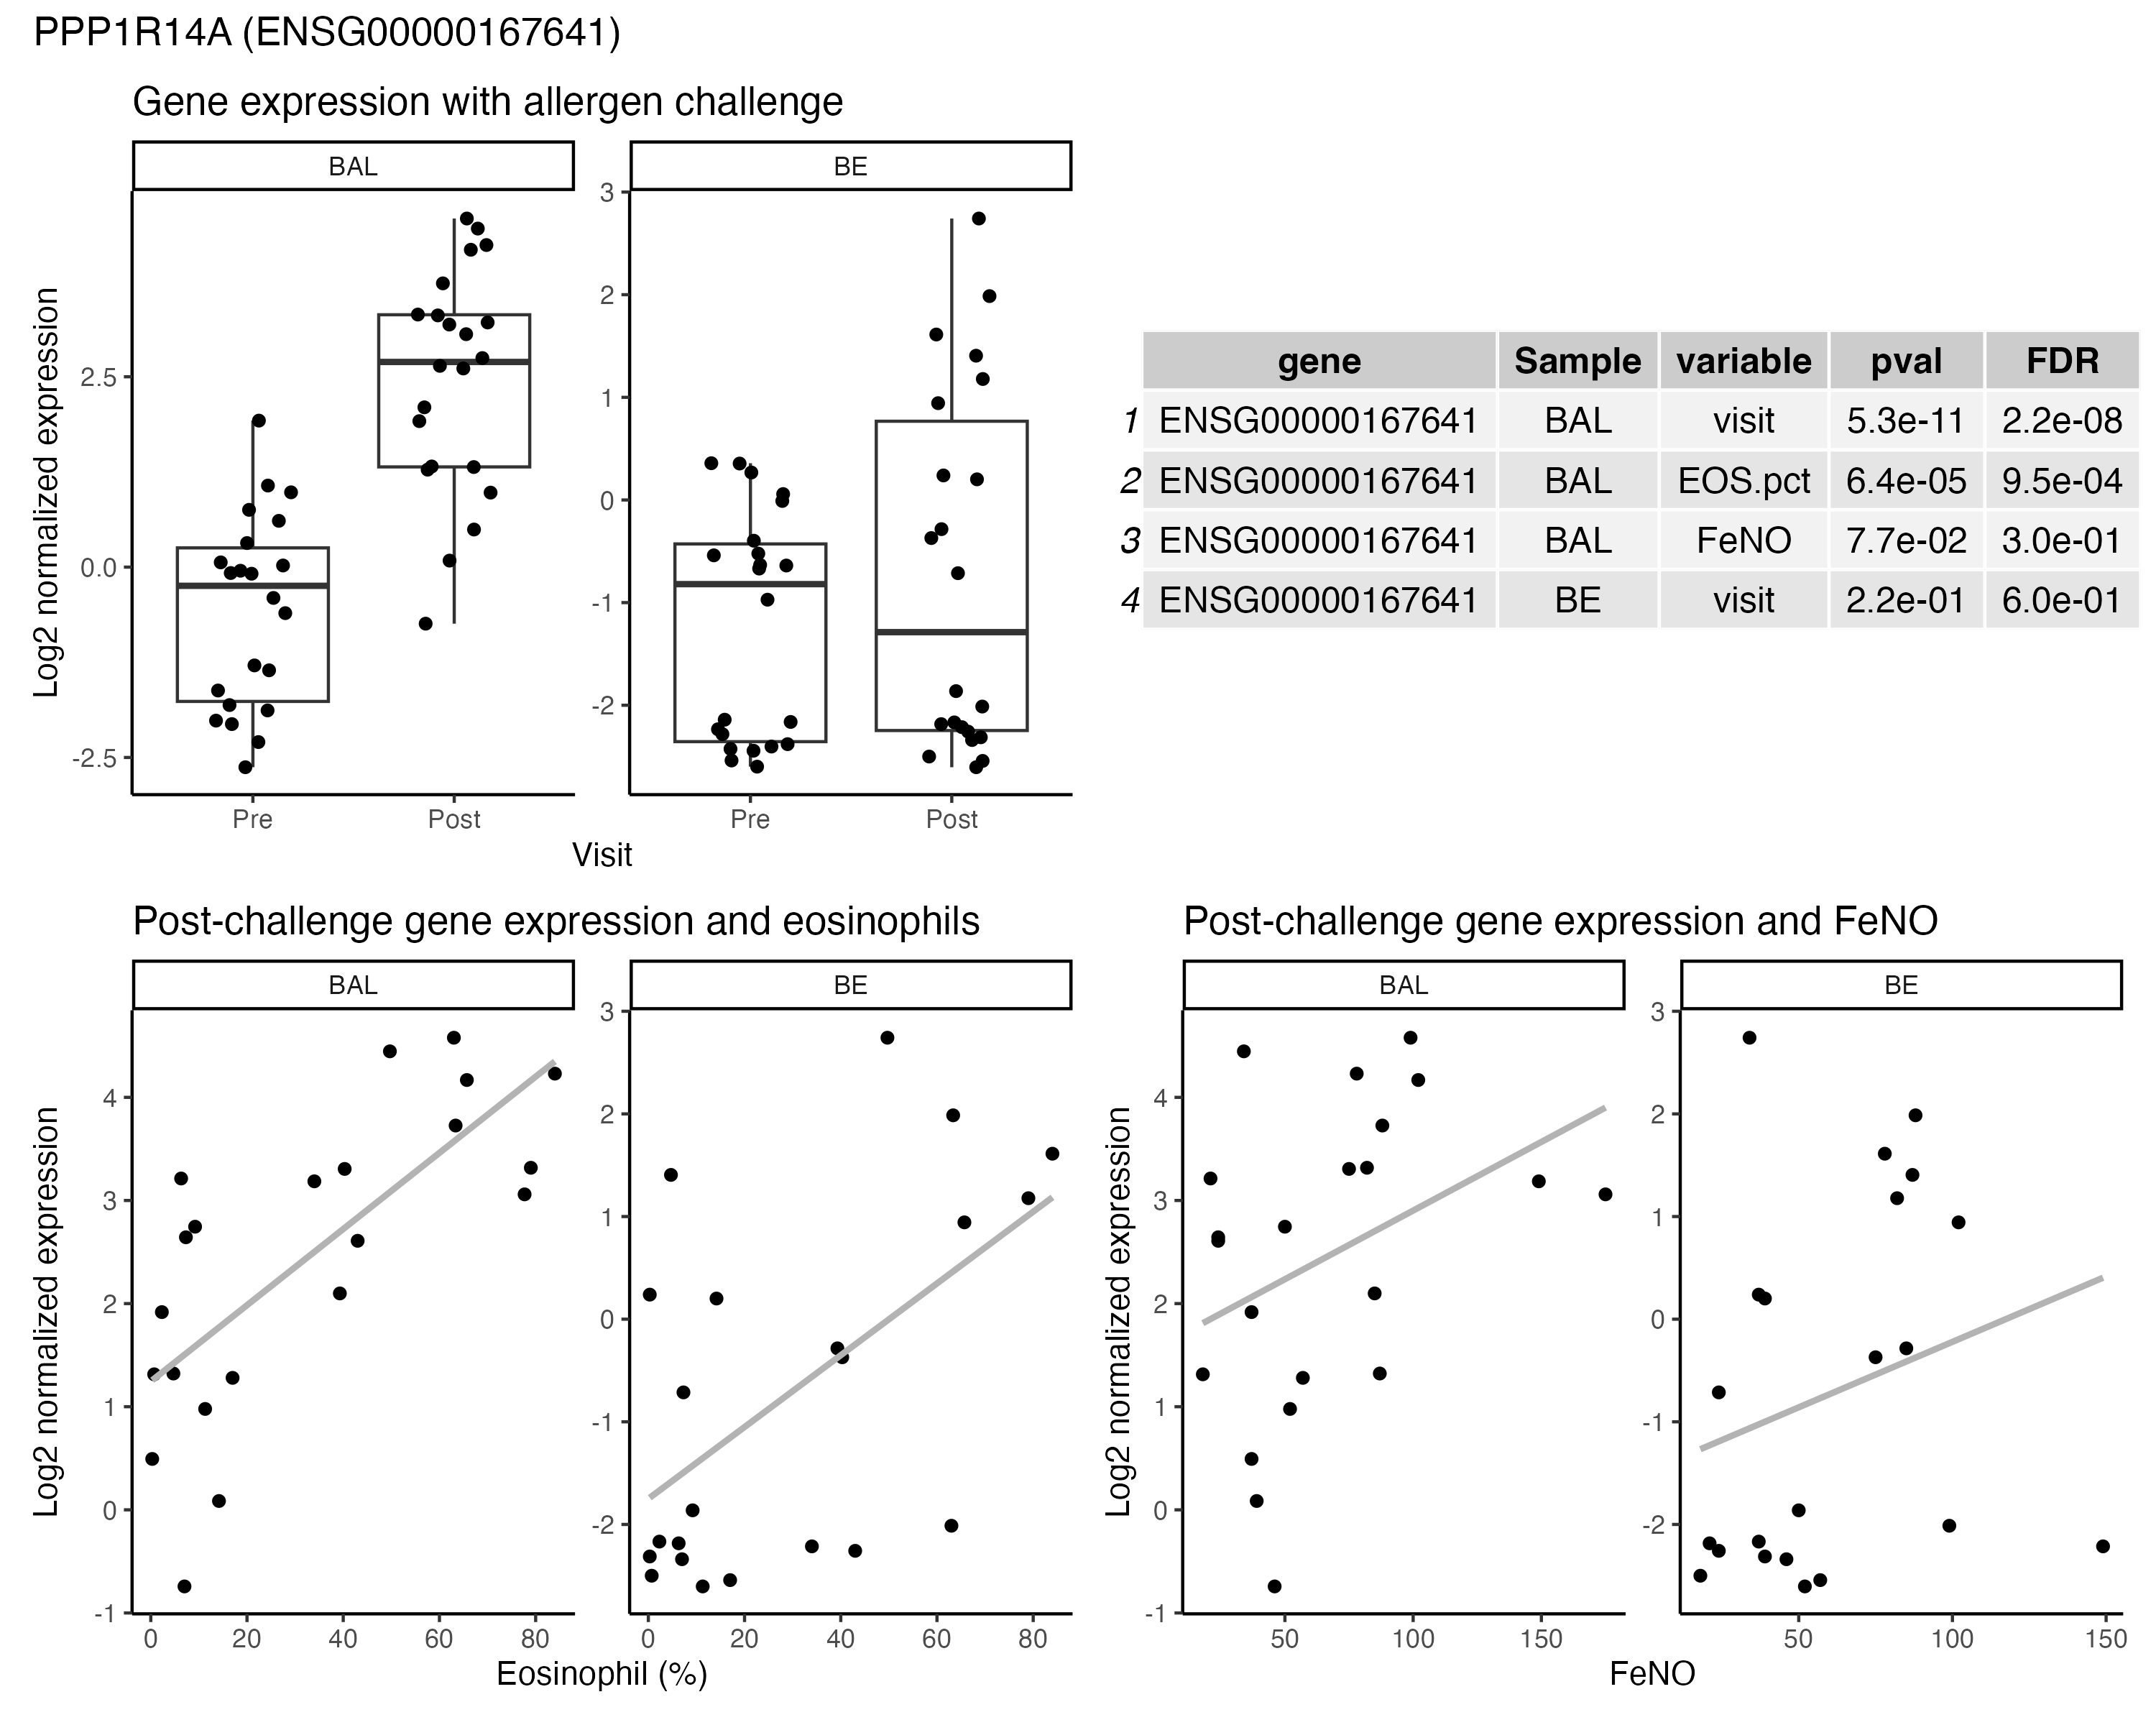 PPP1R14A (ENSG00000167641)
Gene expression with allergen challenge
BAL
BE
Log2 normalized expression
2.5
0.0
-2.5
3
2
1
0
-1
-2
Pre
Post
Pre
Post
Visit
gene Sample variable pval FDR
1 ENSG00000167641 BAL visit 5.3e-11 2.2e-08
2 ENSG00000167641 BAL EOS.pct 6.4e-05 9.5e-04
3 ENSG00000167641 BAL FeNO 7.7e-02 3.0e-01
4 ENSG00000167641 BE visit 2.2e-01 6.0e-01
Post-challenge gene expression and eosinophils
BAL
BE
Log2 normalized expression
4
3
2
1
0
-1
3
2
1
0
-1
-2
0 20 40 60 80
0 20 40 60 80
Eosinophil (%)
Post-challenge gene expression and FeNO
BAL
BE
Log2 normalized expression
4
3
2
1
0
-1
3
2
1
0
-1
-2
50 100 150
50 100 150
FeNO